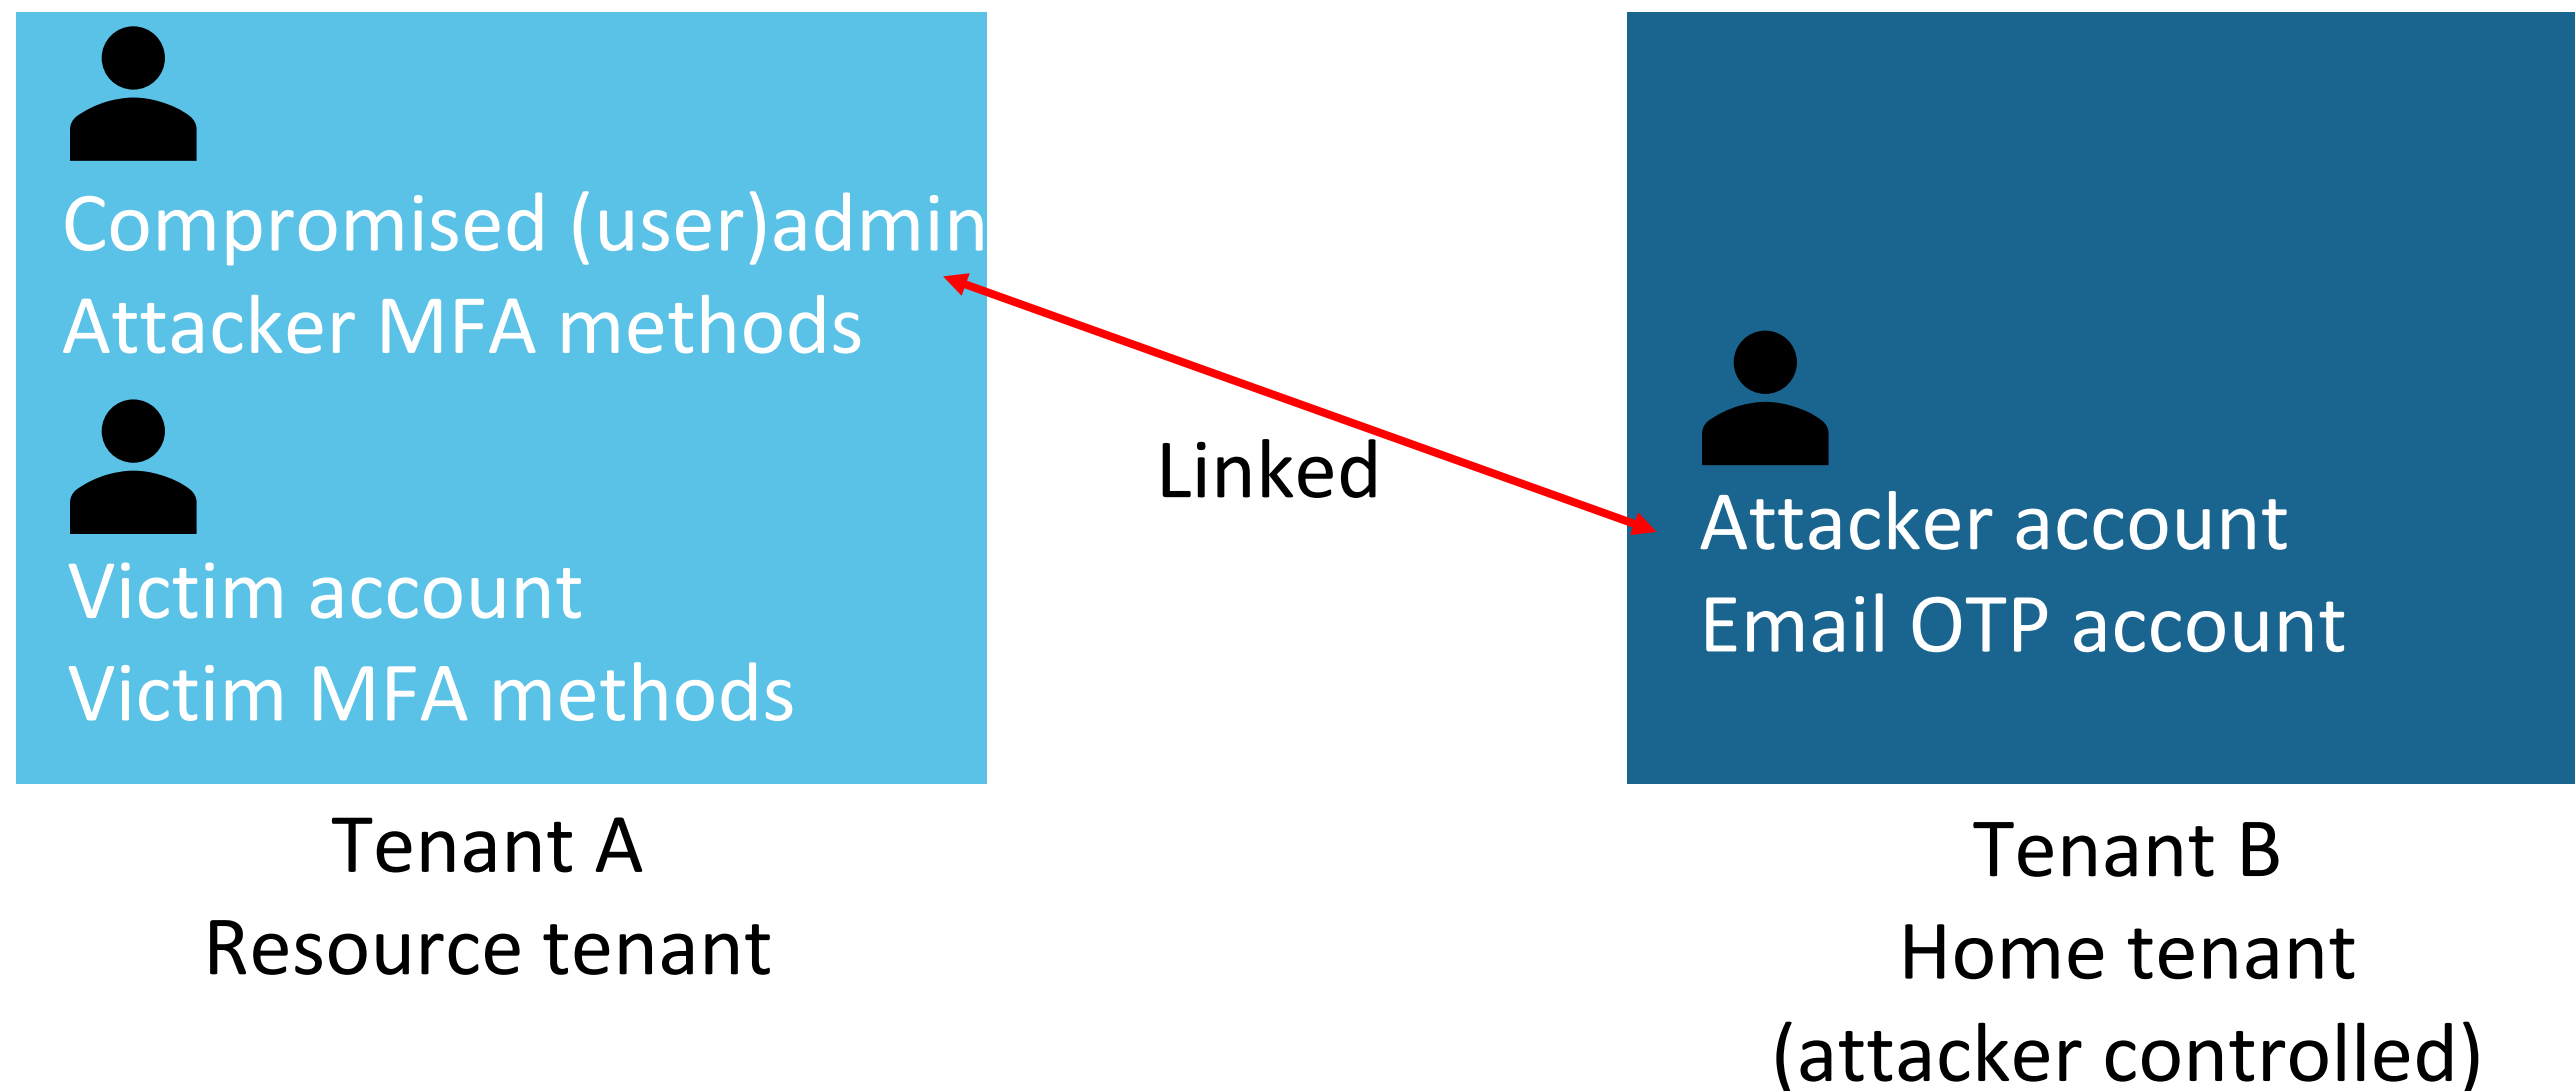 Compromised (user)admin
Attacker MFA methods
Victim account
Victim MFA methods
Linked
Attacker account
Email OTP account
Tenant A
Resource tenant
Tenant B
Home tenant
(attacker controlled)